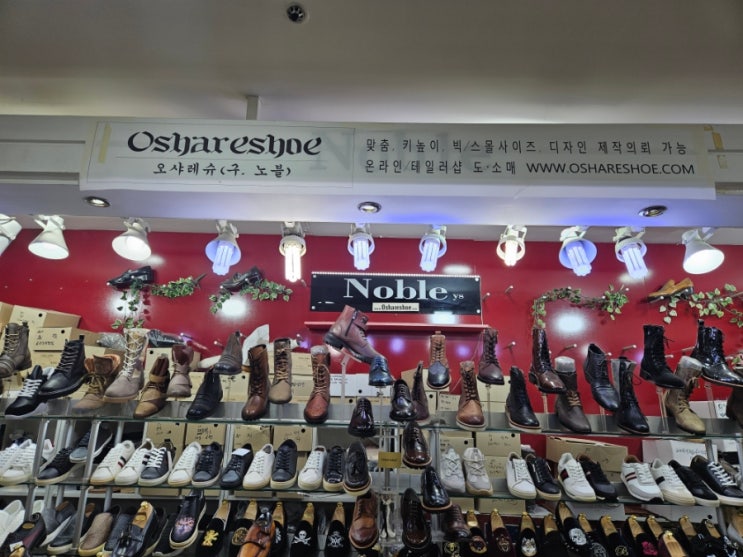 Oshareshoe
오샤레슈(구. 노블)
맞춤. 키높이. 빅/스몰사이즈. 디자인 제작의뢰 가능
온라인/테일러샵 도·소매 WWW.OSHARESHOE.COM
Noble ys
Oshareshoe